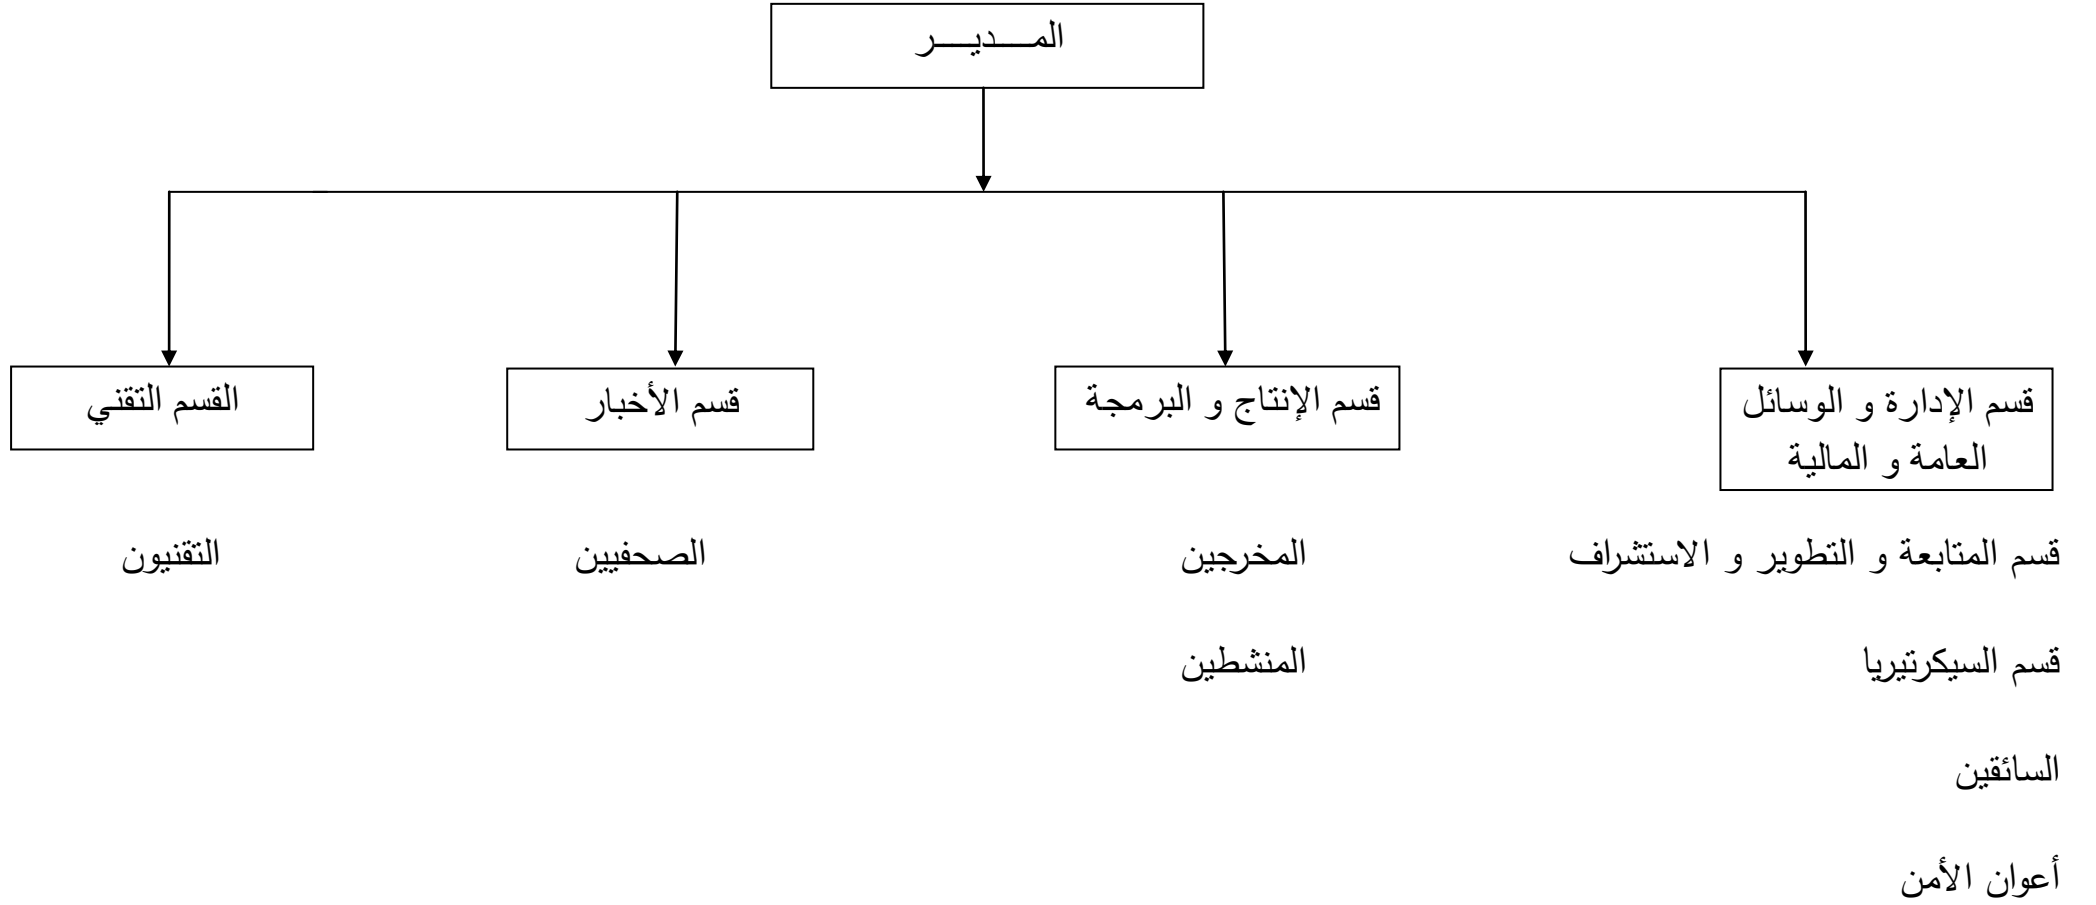 المـــديـــر
قسم الإدارة و الوسائل
العامة و المالية
قسم الإنتاج و البرمجة
قسم الأخبار
القسم التقني
قسم المتابعة و التطوير و الاستشراف
المخرجين
الصحفيين
التقنيون
قسم السيكرتيريا
المنشطين
السائقين
أعوان الأمن